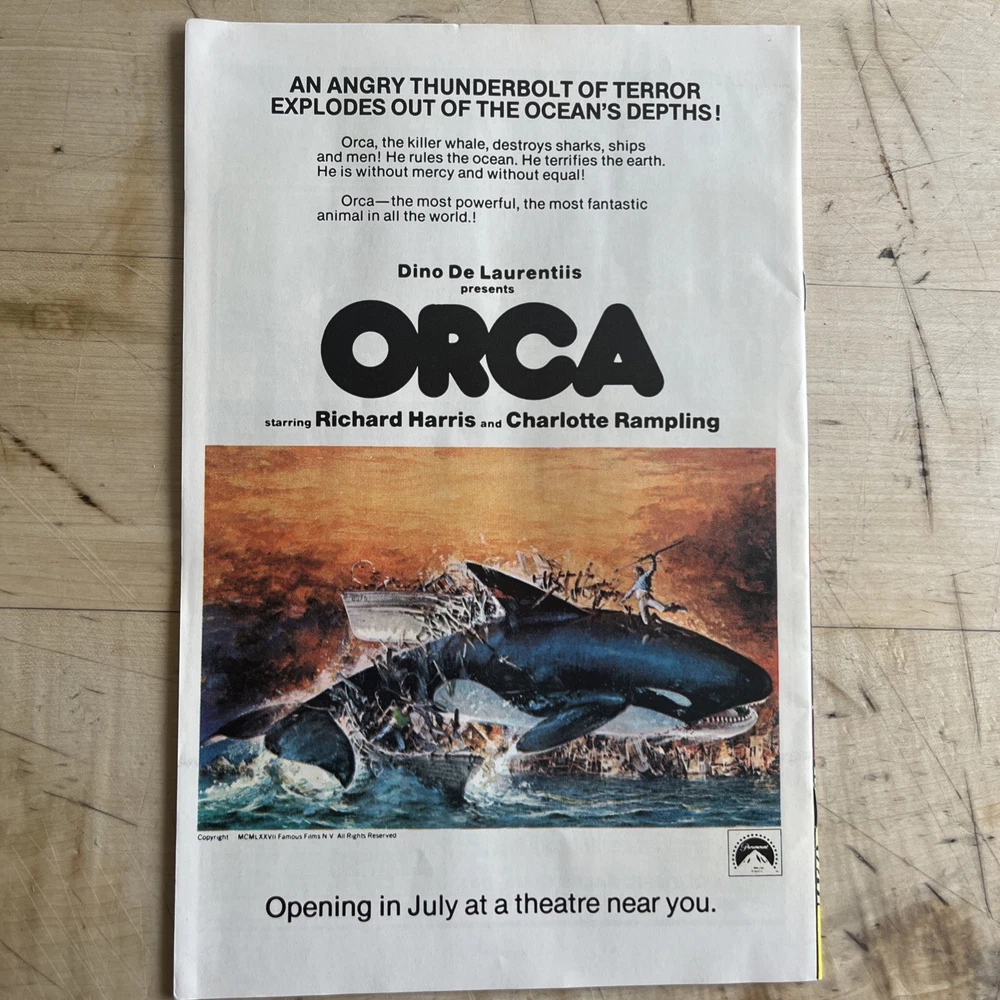 AN ANGRY THUNDERBOLT OF TERROR
EXPLODES OUT OF THE OCEAN'S DEPTHS!
Orca, the killer whale, destroys sharks, ships
and men! He rules the ocean. He terrifies the earth.
He is without mercy and without equal!
Orca—the most powerful, the most fantastic
animal in all the world.!
Dino De Laurentiis
presents
ORCA
starring Richard Harris and Charlotte Rampling
Copyright MCMLXXVII Famous Films N V All Rights Reserved
Paramount
Opening in July at a theatre near you.